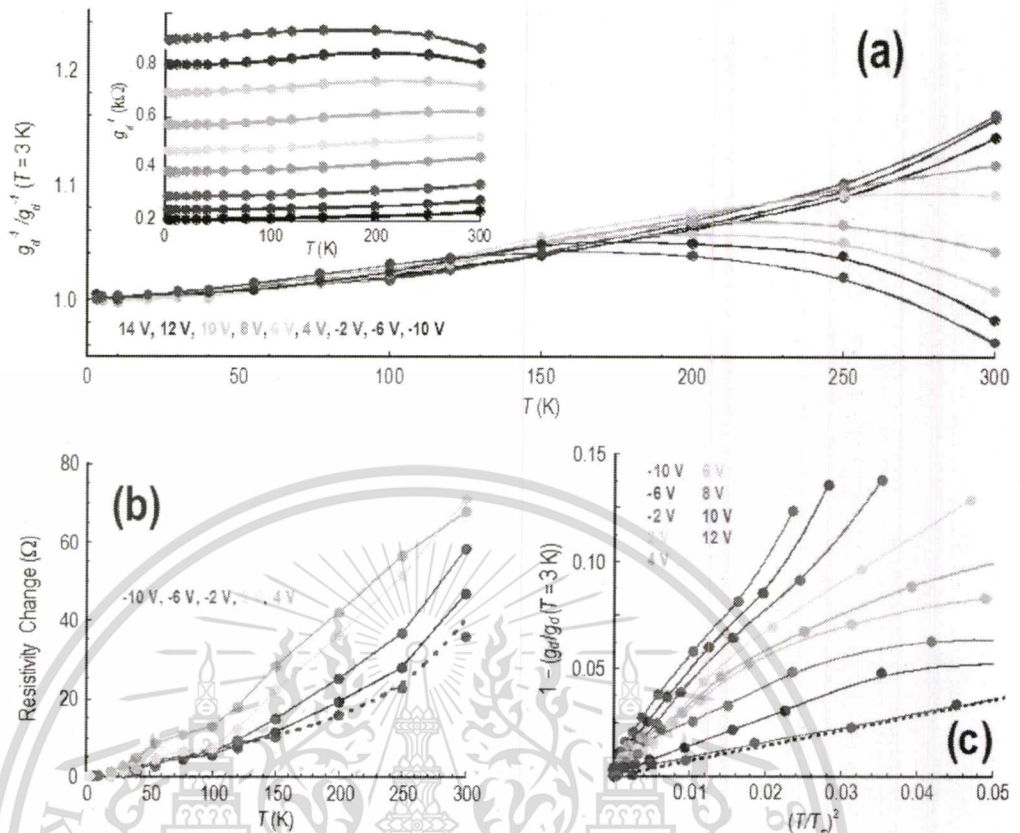 (a)
g_d^-1/g_d^-1 (T = 3 K)
1.2
1.1
1.0
g_d^-1 (kΩ)
0.8
0.6
0.4
0.2
0 100 200 300
T (K)
14 V, 12 V, 10 V, 8 V, 6 V, 4 V, -2 V, -6 V, -10 V
0 50 100 150 200 250 300
T (K)
(b)
Resistivity Change (Ω)
80
60
40
20
0
-10 V, -6 V, -2 V, 4 V
0 50 100 150 200 250 300
T (K)
(c)
1 - (g_d/g_d(T = 3 K))
0.15
0.10
0.05
-10 V 6 V
-6 V 8 V
-2 V 10 V
12 V
4 V
0.01 0.02 0.03 0.04 0.05